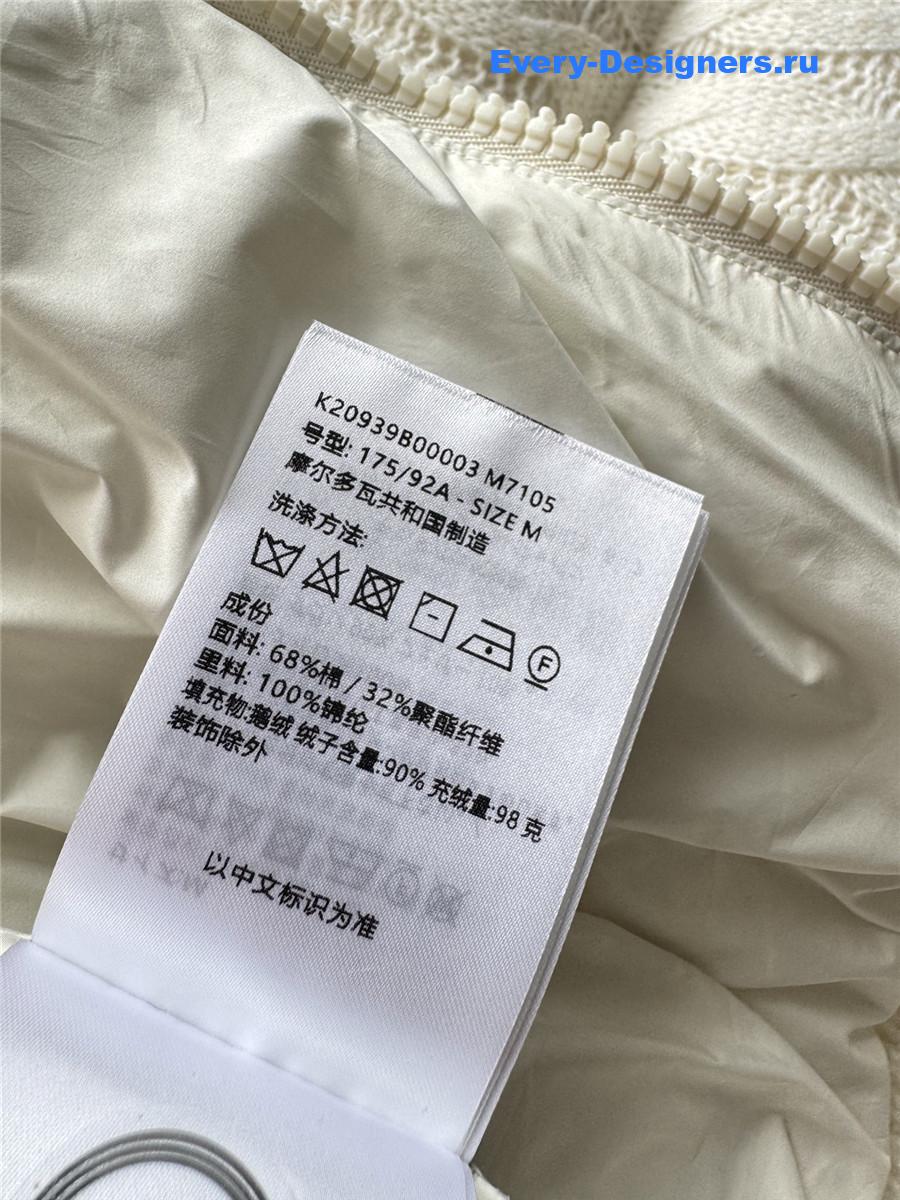 Every-Designers.ru
K20939B00003 M7105
号型: 175/92A - SIZE M
摩尔多瓦共和国制造
洗涤方法:
F
成份
面料: 68%棉 / 32%聚酯纤维
里料: 100%锦纶
填充物:鹅绒 绒子含量:90% 充绒量:98 克
装饰除外
以中文标识为准